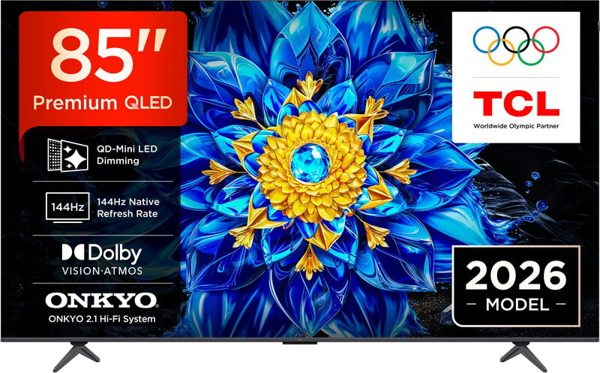 85"
Premium QLED
QD-Mini LED
Dimming
144Hz
144Hz Native
Refresh Rate
Dolby
VISION·ATMOS
ONKYO
ONKYO 2.1 Hi-Fi System
TCL
Worldwide Olympic Partner
2026
MODEL